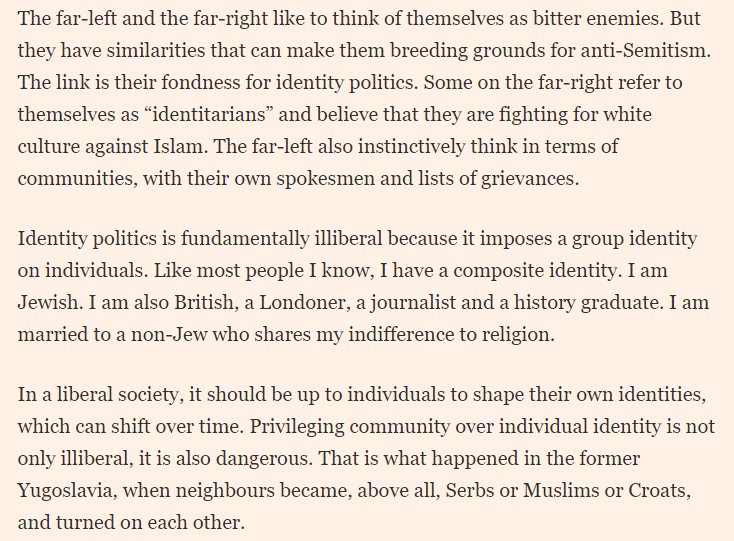 The far-left and the far-right like to think of themselves as bitter enemies. But
they have similarities that can make them breeding grounds for anti-Semitism.
The link is their fondness for identity politics. Some on the far-right refer to
themselves as “identitarians” and believe that they are fighting for white
culture against Islam. The far-left also instinctively think in terms of
communities, with their own spokesmen and lists of grievances.
Identity politics is fundamentally illiberal because it imposes a group identity
on individuals. Like most people I know, I have a composite identity. I am
Jewish. I am also British, a Londoner, a journalist and a history graduate. I am
married to a non-Jew who shares my indifference to religion.
In a liberal society, it should be up to individuals to shape their own identities,
which can shift over time. Privileging community over individual identity is not
only illiberal, it is also dangerous. That is what happened in the former
Yugoslavia, when neighbours became, above all, Serbs or Muslims or Croats,
and turned on each other.